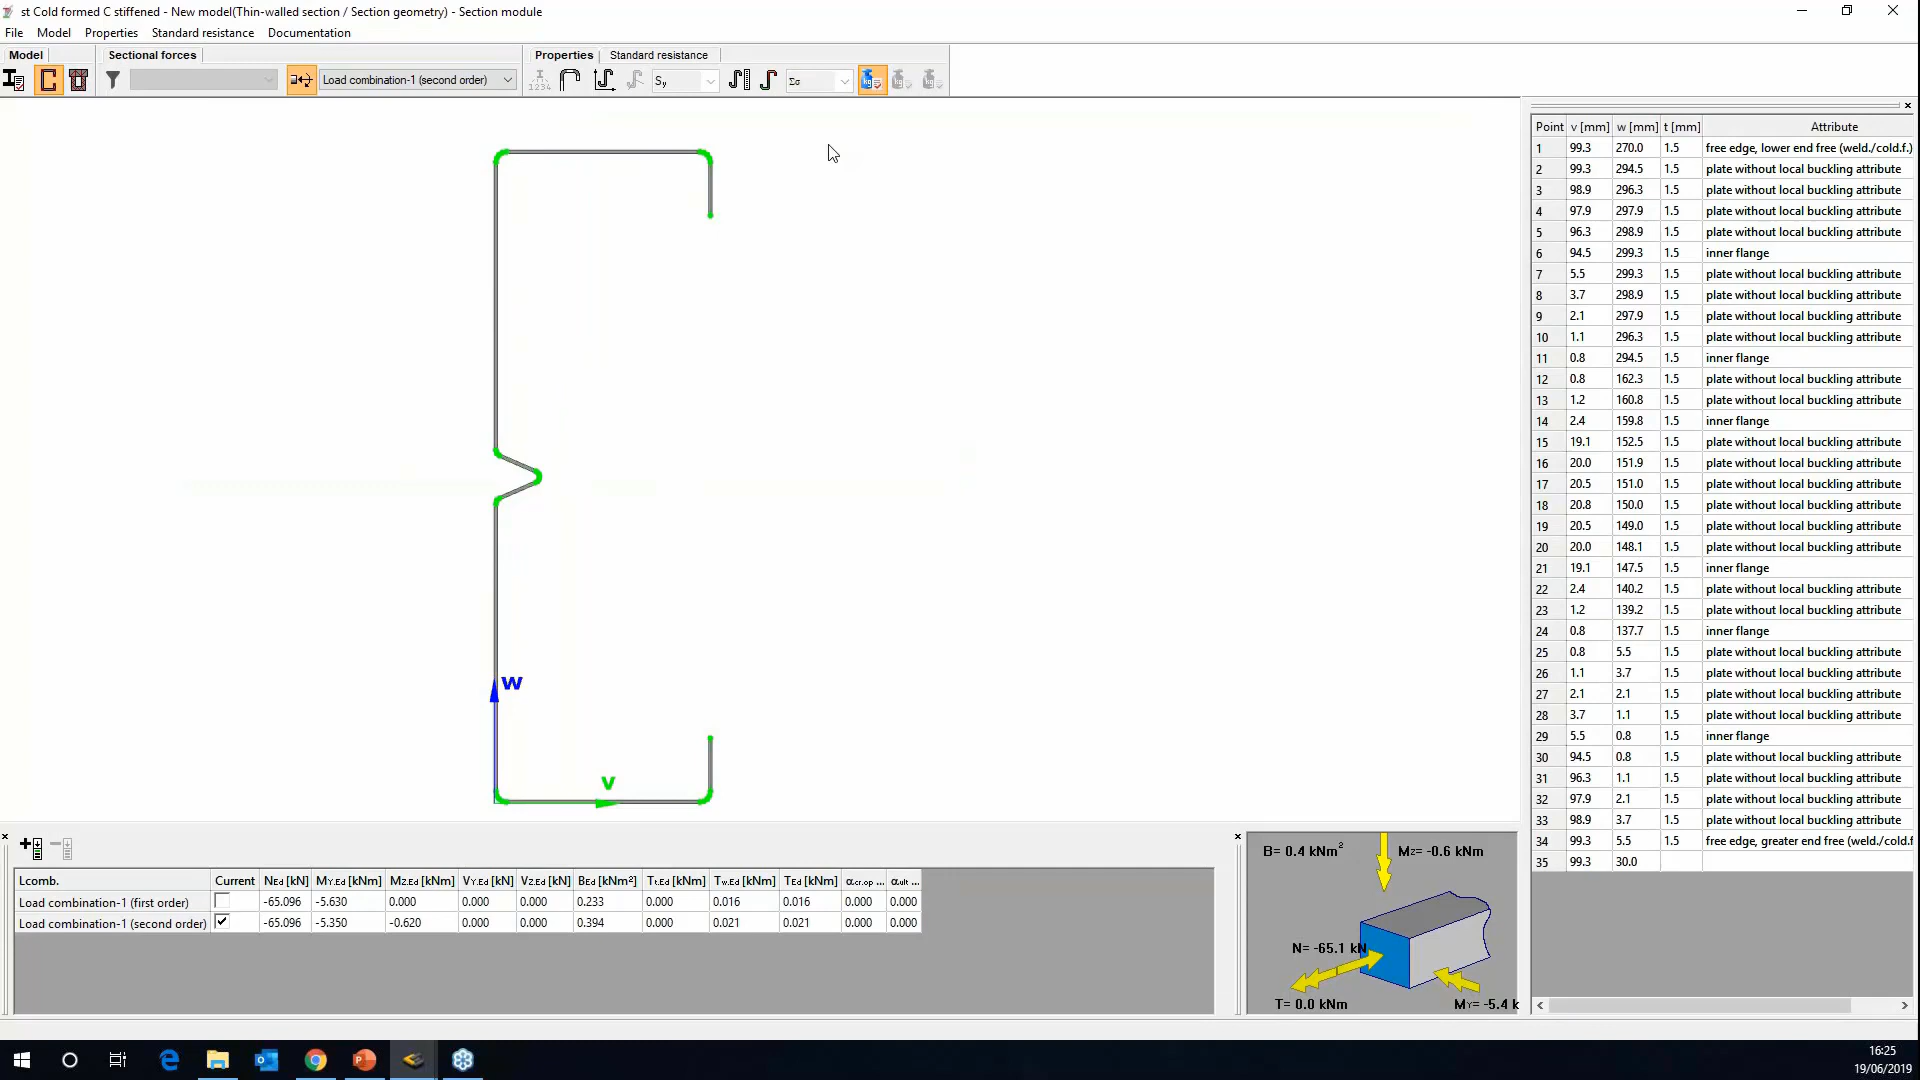 st Cold formed C stiffened - New model(Thin-walled section / Section geometry) - Section module
File Model Properties Standard resistance Documentation
Model Sectional forces Properties Standard resistance
Load combination-1 (second order) 1234 Sy Σσ
Point v [mm] w [mm] t [mm] Attribute
1 99.3 270.0 1.5 free edge, lower end free (weld./cold.f.)
2 99.3 294.5 1.5 plate without local buckling attribute
3 98.9 296.3 1.5 plate without local buckling attribute
4 97.9 297.9 1.5 plate without local buckling attribute
5 96.3 298.9 1.5 plate without local buckling attribute
6 94.5 299.3 1.5 inner flange
7 5.5 299.3 1.5 plate without local buckling attribute
8 3.7 298.9 1.5 plate without local buckling attribute
9 2.1 297.9 1.5 plate without local buckling attribute
10 1.1 296.3 1.5 plate without local buckling attribute
11 0.8 294.5 1.5 inner flange
12 0.8 162.3 1.5 plate without local buckling attribute
13 1.2 160.8 1.5 plate without local buckling attribute
14 2.4 159.8 1.5 inner flange
15 19.1 152.5 1.5 plate without local buckling attribute
16 20.0 151.9 1.5 plate without local buckling attribute
17 20.5 151.0 1.5 plate without local buckling attribute
18 20.8 150.0 1.5 plate without local buckling attribute
19 20.5 149.0 1.5 plate without local buckling attribute
20 20.0 148.1 1.5 plate without local buckling attribute
21 19.1 147.5 1.5 inner flange
22 2.4 140.2 1.5 plate without local buckling attribute
23 1.2 139.2 1.5 plate without local buckling attribute
24 0.8 137.7 1.5 inner flange
25 0.8 5.5 1.5 plate without local buckling attribute
26 1.1 3.7 1.5 plate without local buckling attribute
27 2.1 2.1 1.5 plate without local buckling attribute
28 3.7 1.1 1.5 plate without local buckling attribute
29 5.5 0.8 1.5 inner flange
30 94.5 0.8 1.5 plate without local buckling attribute
31 96.3 1.1 1.5 plate without local buckling attribute
32 97.9 2.1 1.5 plate without local buckling attribute
33 98.9 3.7 1.5 plate without local buckling attribute
34 99.3 5.5 1.5 free edge, greater end free (weld./cold.f
35 99.3 30.0
w
v
Lcomb. Current NEd [kN] MY.Ed [kNm] MZ.Ed [kNm] VY.Ed [kN] VZ.Ed [kN] BEd [kNm²] Tt.Ed [kNm] Tw.Ed [kNm] TEd [kNm] αcr.op ... αult ...
Load combination-1 (first order) -65.096 -5.630 0.000 0.000 0.000 0.233 0.000 0.016 0.016 0.000 0.000
Load combination-1 (second order) -65.096 -5.350 -0.620 0.000 0.000 0.394 0.000 0.021 0.021 0.000 0.000
B= 0.4 kNm² Mz= -0.6 kNm
N= -65.1 kN
T= 0.0 kNm MY= -5.4 k
16:25
19/06/2019